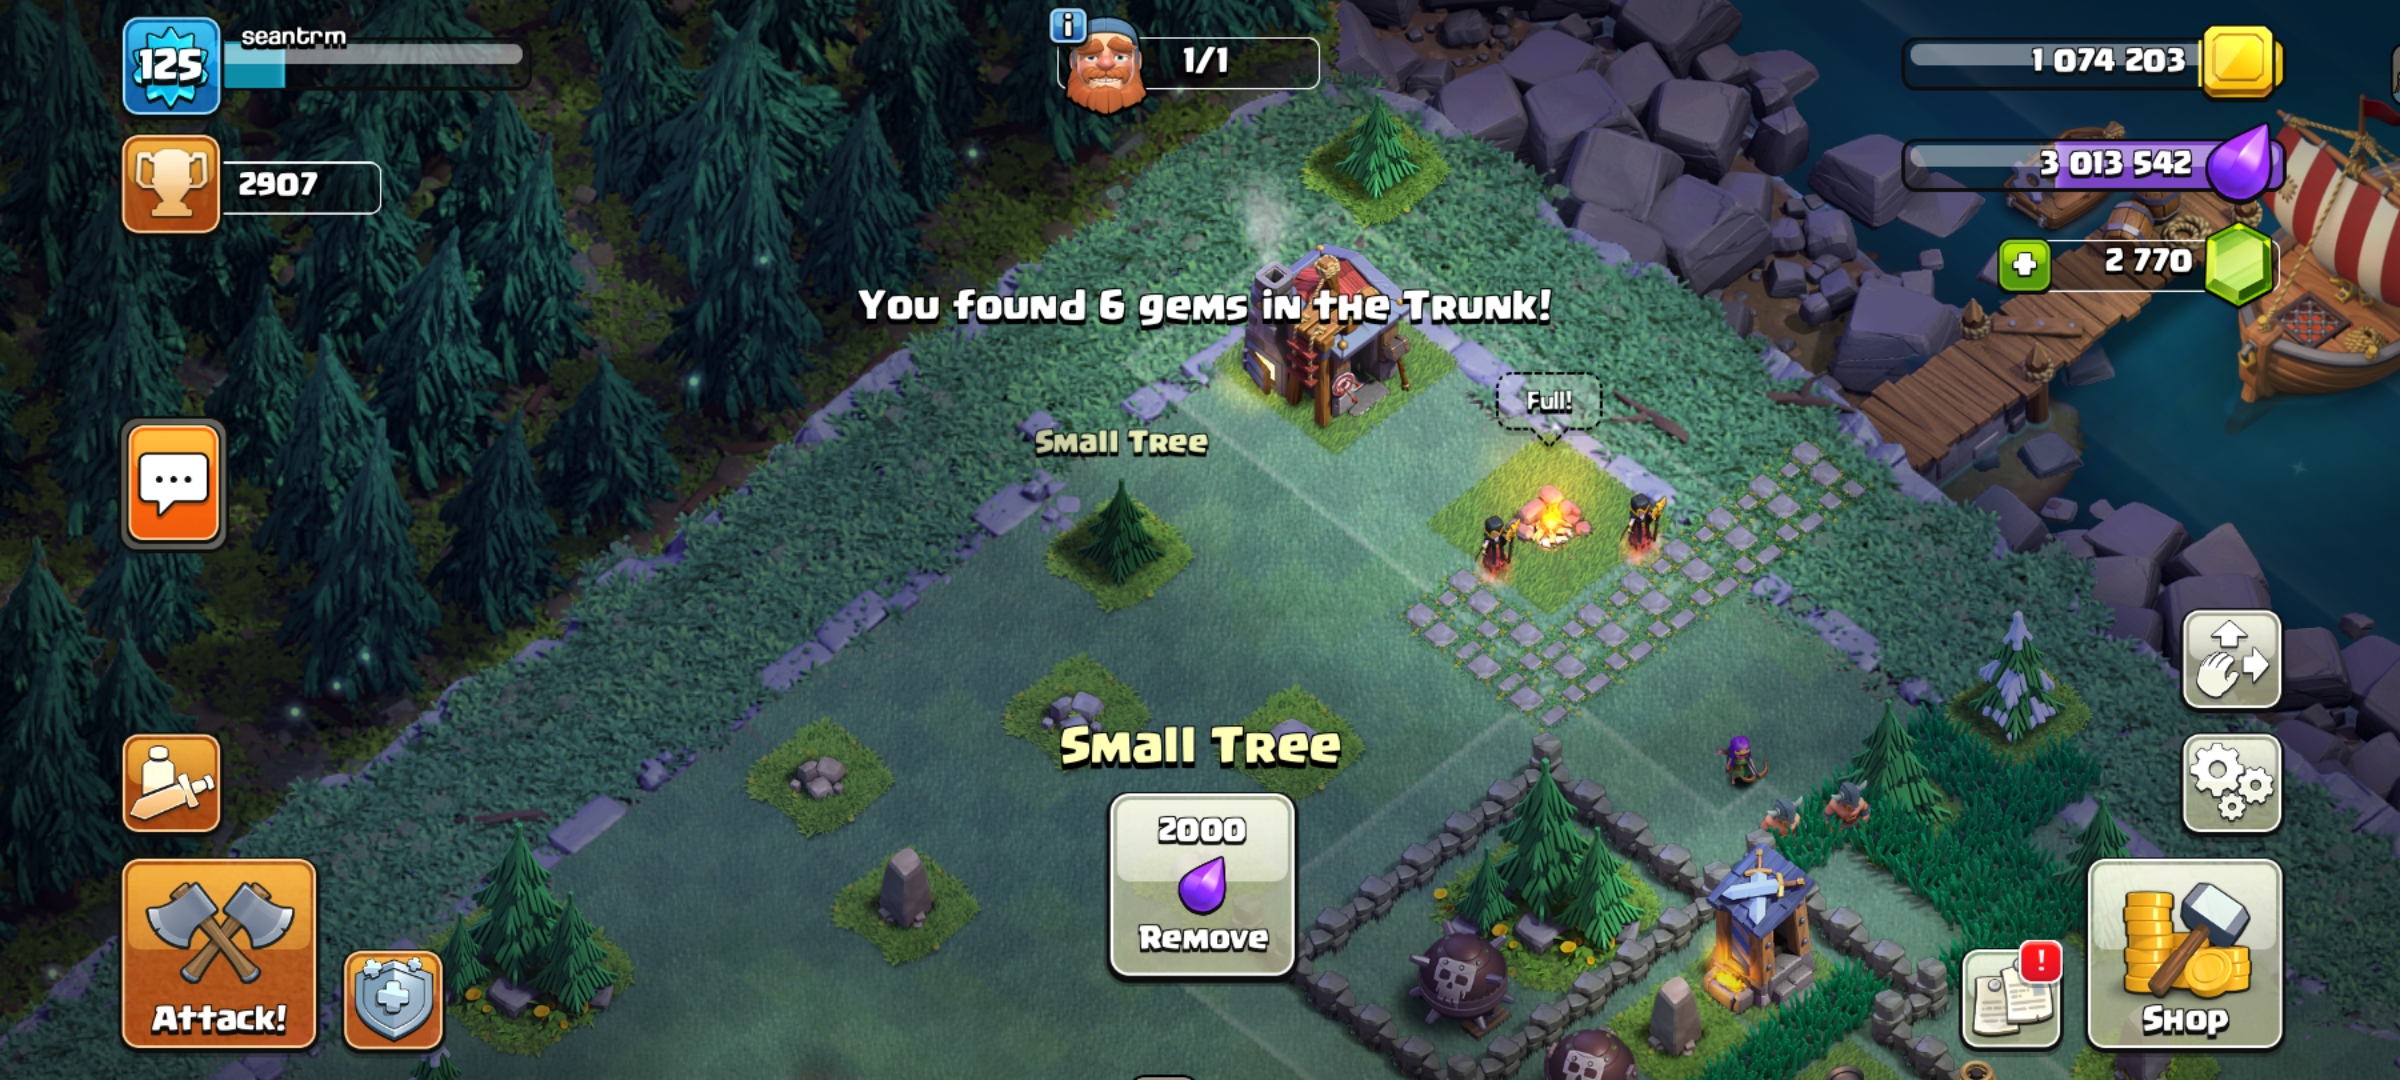 125
seantrm
1/1
1 074 203
2907
3 013 542
2 770
You found 6 gems in the Trunk!
Full!
Small Tree
Small Tree
2000
Remove
Attack!
!
Shop